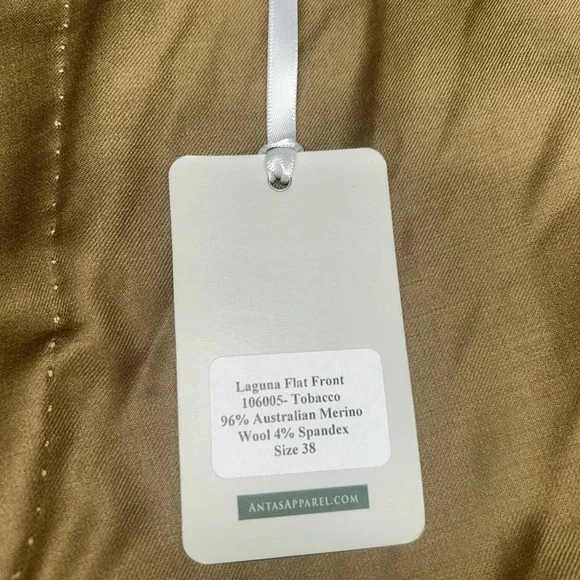 Laguna Flat Front
106005- Tobacco
96% Australian Merino
Wool 4% Spandex
Size 38
ANTASAPPAREL.COM